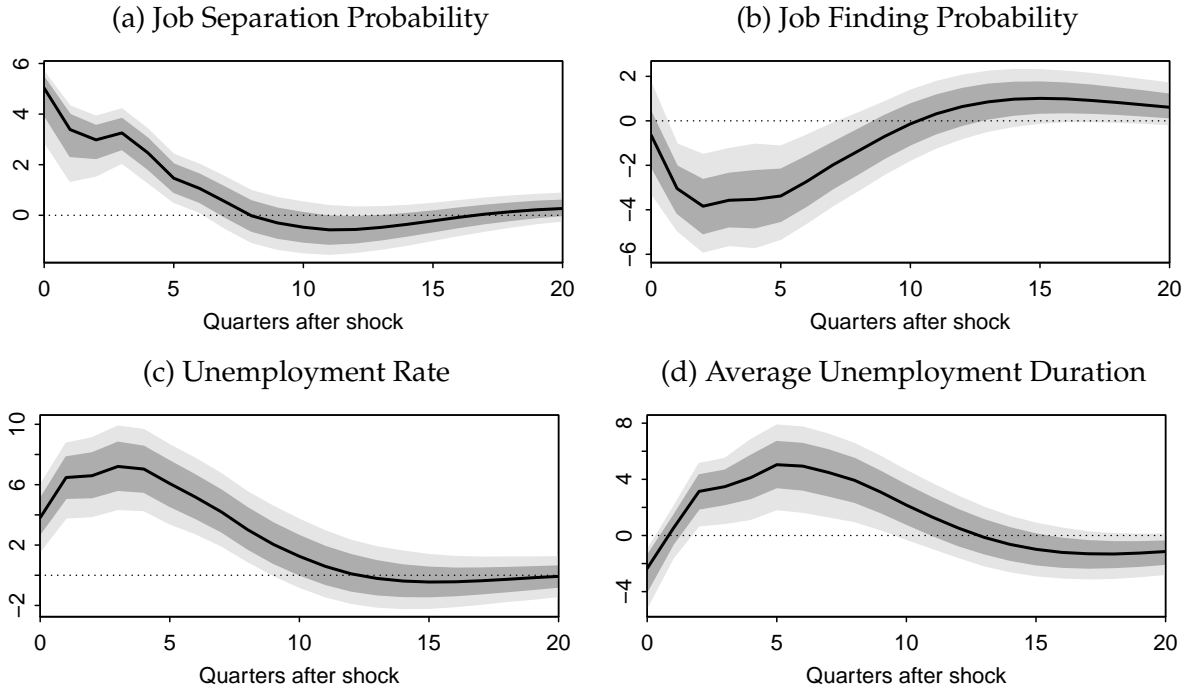 (a) Job Separation Probability
6
4
2
0
0 5 10 15 20
Quarters after shock
(b) Job Finding Probability
2
0
−2
−4
−6
0 5 10 15 20
Quarters after shock
(c) Unemployment Rate
10
6
2
−2
0 5 10 15 20
Quarters after shock
(d) Average Unemployment Duration
8
4
0
−4
0 5 10 15 20
Quarters after shock